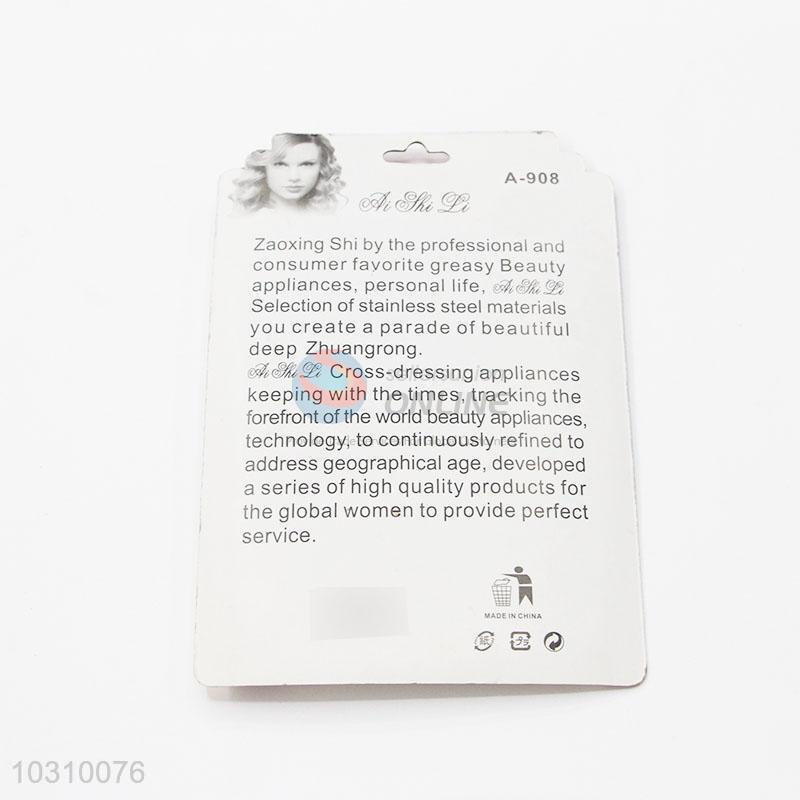 A-908
Ai Shi Li
Zaoxing Shi by the professional and
consumer favorite greasy Beauty
appliances, personal life, Ai Shi Li
Selection of stainless steel materials
you create a parade of beautiful
deep Zhuangrong.
Ai Shi Li Cross-dressing appliances
keeping with the times, tracking the
forefront of the world beauty appliances,
technology, to continuously refined to
address geographical age, developed
a series of high quality products for
the global women to provide perfect
service.
MADE IN CHINA
紙 プラ
ONLINE
10310076